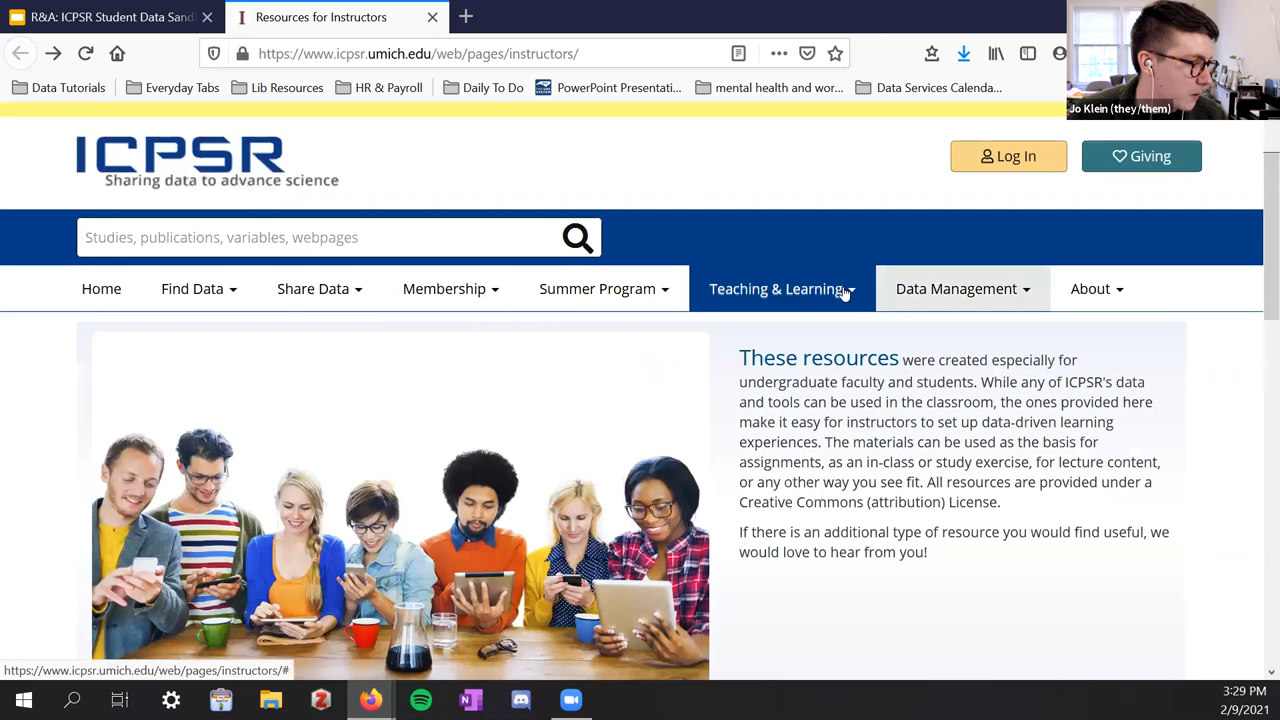 R&A: ICPSR Student Data Sand
Resources for Instructors
https://www.icpsr.umich.edu/web/pages/instructors/
Data Tutorials
Everyday Tabs
Lib Resources
HR & Payroll
Daily To Do
PowerPoint Presentati...
mental health and wor...
Data Services Calenda...
Jo Klein (they/them)
ICPSR
Sharing data to advance science
Log In
Giving
Studies, publications, variables, webpages
Home
Find Data
Share Data
Membership
Summer Program
Teaching & Learning
Data Management
About
These resources were created especially for
undergraduate faculty and students. While any of ICPSR's data
and tools can be used in the classroom, the ones provided here
make it easy for instructors to set up data-driven learning
experiences. The materials can be used as the basis for
assignments, as an in-class or study exercise, for lecture content,
or any other way you see fit. All resources are provided under a
Creative Commons (attribution) License.
If there is an additional type of resource you would find useful, we
would love to hear from you!
https://www.icpsr.umich.edu/web/pages/instructors/#
3:29 PM
2/9/2021